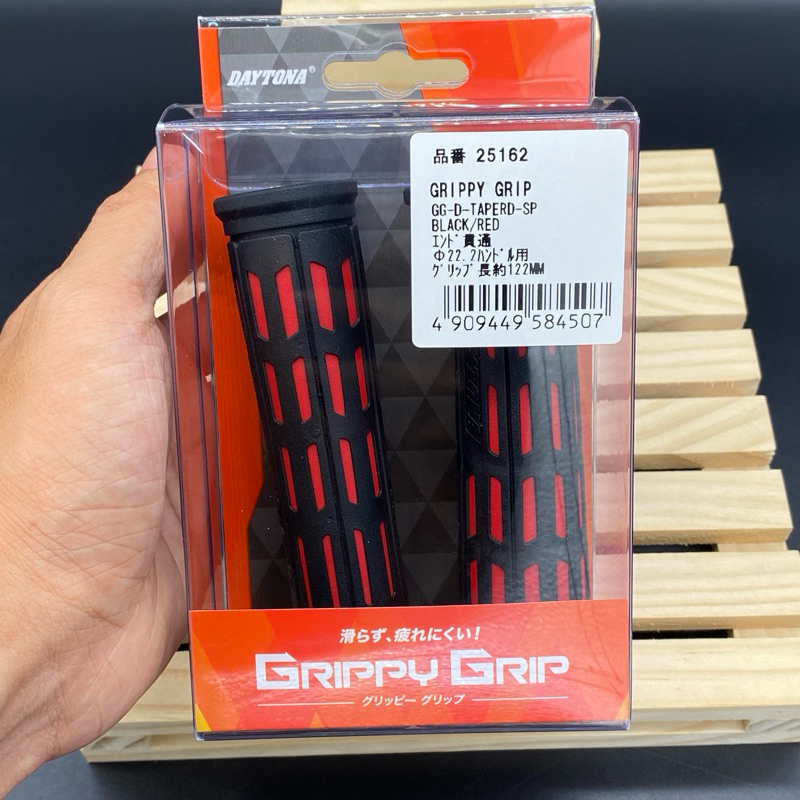 DAYTONA®
品番 25162
GRIPPY GRIP
GG-D-TAPERD-SP
BLACK/RED
ｴﾝﾄﾞ貫通
Φ22.2ﾊﾝﾄﾞﾙ用
ｸﾞﾘｯﾌﾟ長約122MM
4 909449 584507
滑らず、疲れにくい!
GRIPPY GRIP
グリッピー グリップ